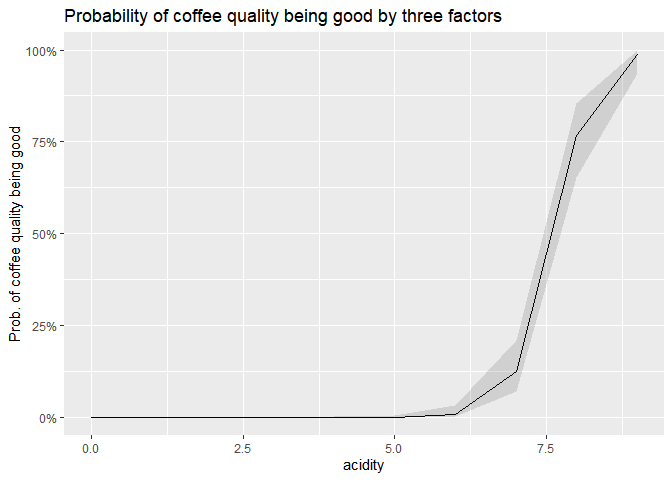 Probability of coffee quality being good by three factors
Prob. of coffee quality being good
100%
75%
50%
25%
0%
0.0 2.5 5.0 7.5
acidity